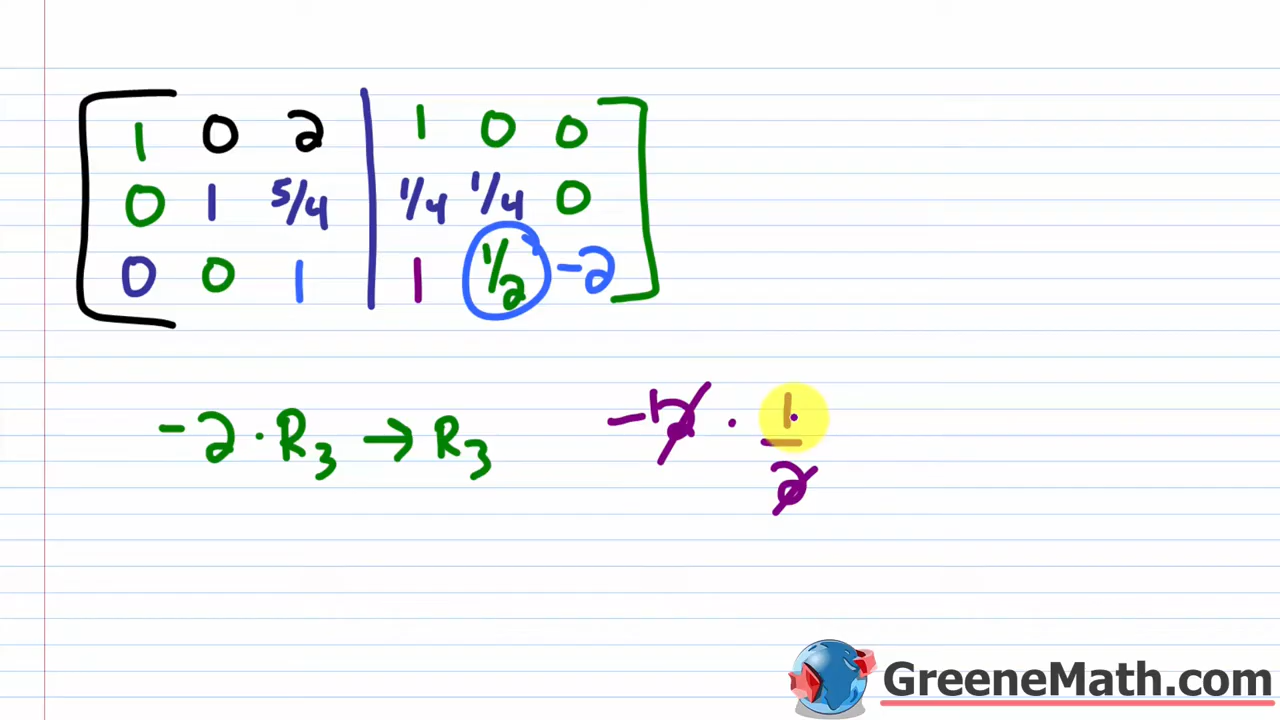 1 0 2 | 1 0 0
0 1 5/4 | 1/4 1/4 0
0 0 1 | 1 1/2 -2
-2 · R3 → R3
-2 1 · 1/2
GreeneMath.com